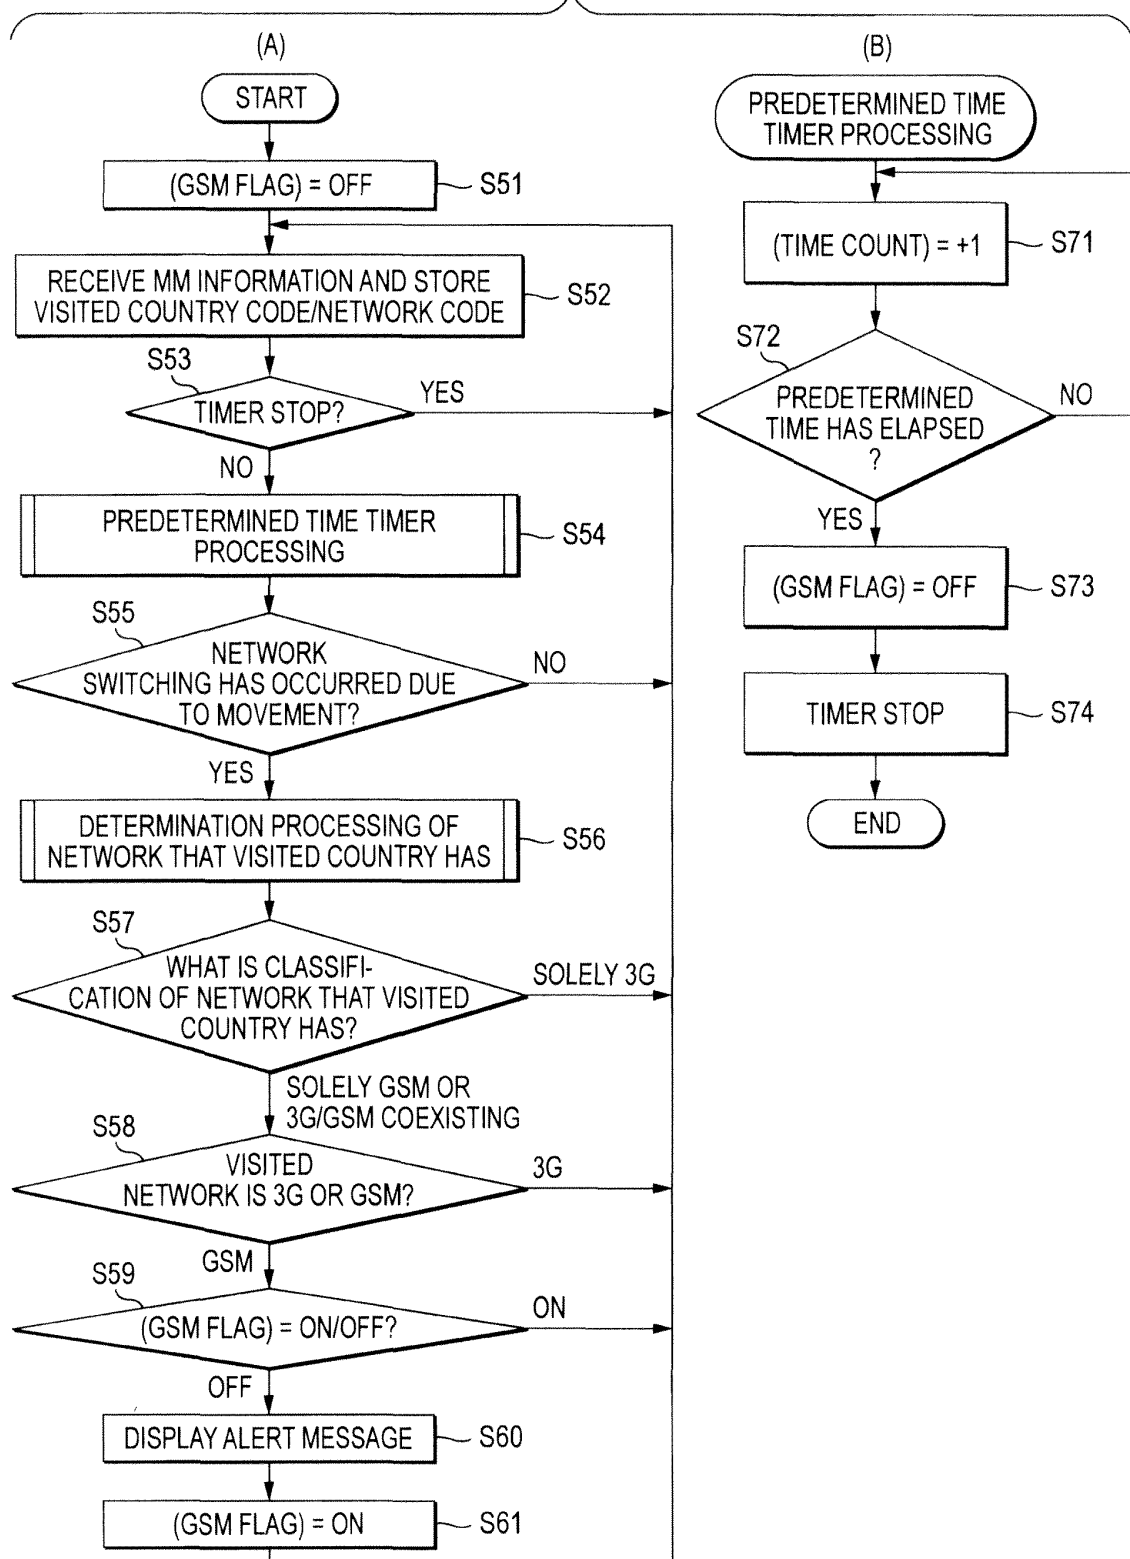 (A)
START
(GSM FLAG) = OFF
S51
RECEIVE MM INFORMATION AND STORE
VISITED COUNTRY CODE/NETWORK CODE
S52
S53
TIMER STOP?
YES
NO
PREDETERMINED TIME TIMER
PROCESSING
S54
S55
NETWORK
SWITCHING HAS OCCURRED DUE
TO MOVEMENT?
NO
YES
DETERMINATION PROCESSING OF
NETWORK THAT VISITED COUNTRY HAS
S56
S57
WHAT IS CLASSIFI-
CATION OF NETWORK THAT VISITED
COUNTRY HAS?
SOLELY 3G
SOLELY GSM OR
3G/GSM COEXISTING
S58
VISITED
NETWORK IS 3G OR GSM?
3G
GSM
S59
(GSM FLAG) = ON/OFF?
ON
OFF
DISPLAY ALERT MESSAGE
S60
(GSM FLAG) = ON
S61
(B)
PREDETERMINED TIME
TIMER PROCESSING
(TIME COUNT) = +1
S71
S72
PREDETERMINED
TIME HAS ELAPSED
?
NO
YES
(GSM FLAG) = OFF
S73
TIMER STOP
S74
END